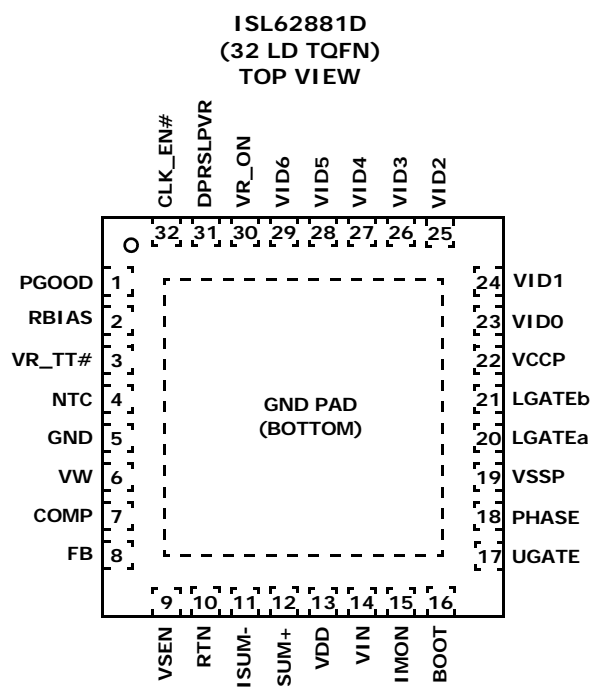 ISL62881D
(32 LD TQFN)
TOP VIEW
CLK_EN#
DPRSLPVR
VR_ON
VID6
VID5
VID4
VID3
VID2
32 31 30 29 28 27 26 25
PGOOD 1
RBIAS 2
VR_TT# 3
NTC 4
GND 5
VW 6
COMP 7
FB 8
GND PAD
(BOTTOM)
24 VID1
23 VID0
22 VCCP
21 LGATEb
20 LGATEa
19 VSSP
18 PHASE
17 UGATE
9 10 11 12 13 14 15 16
VSEN
RTN
ISUM-
SUM+
VDD
VIN
IMON
BOOT